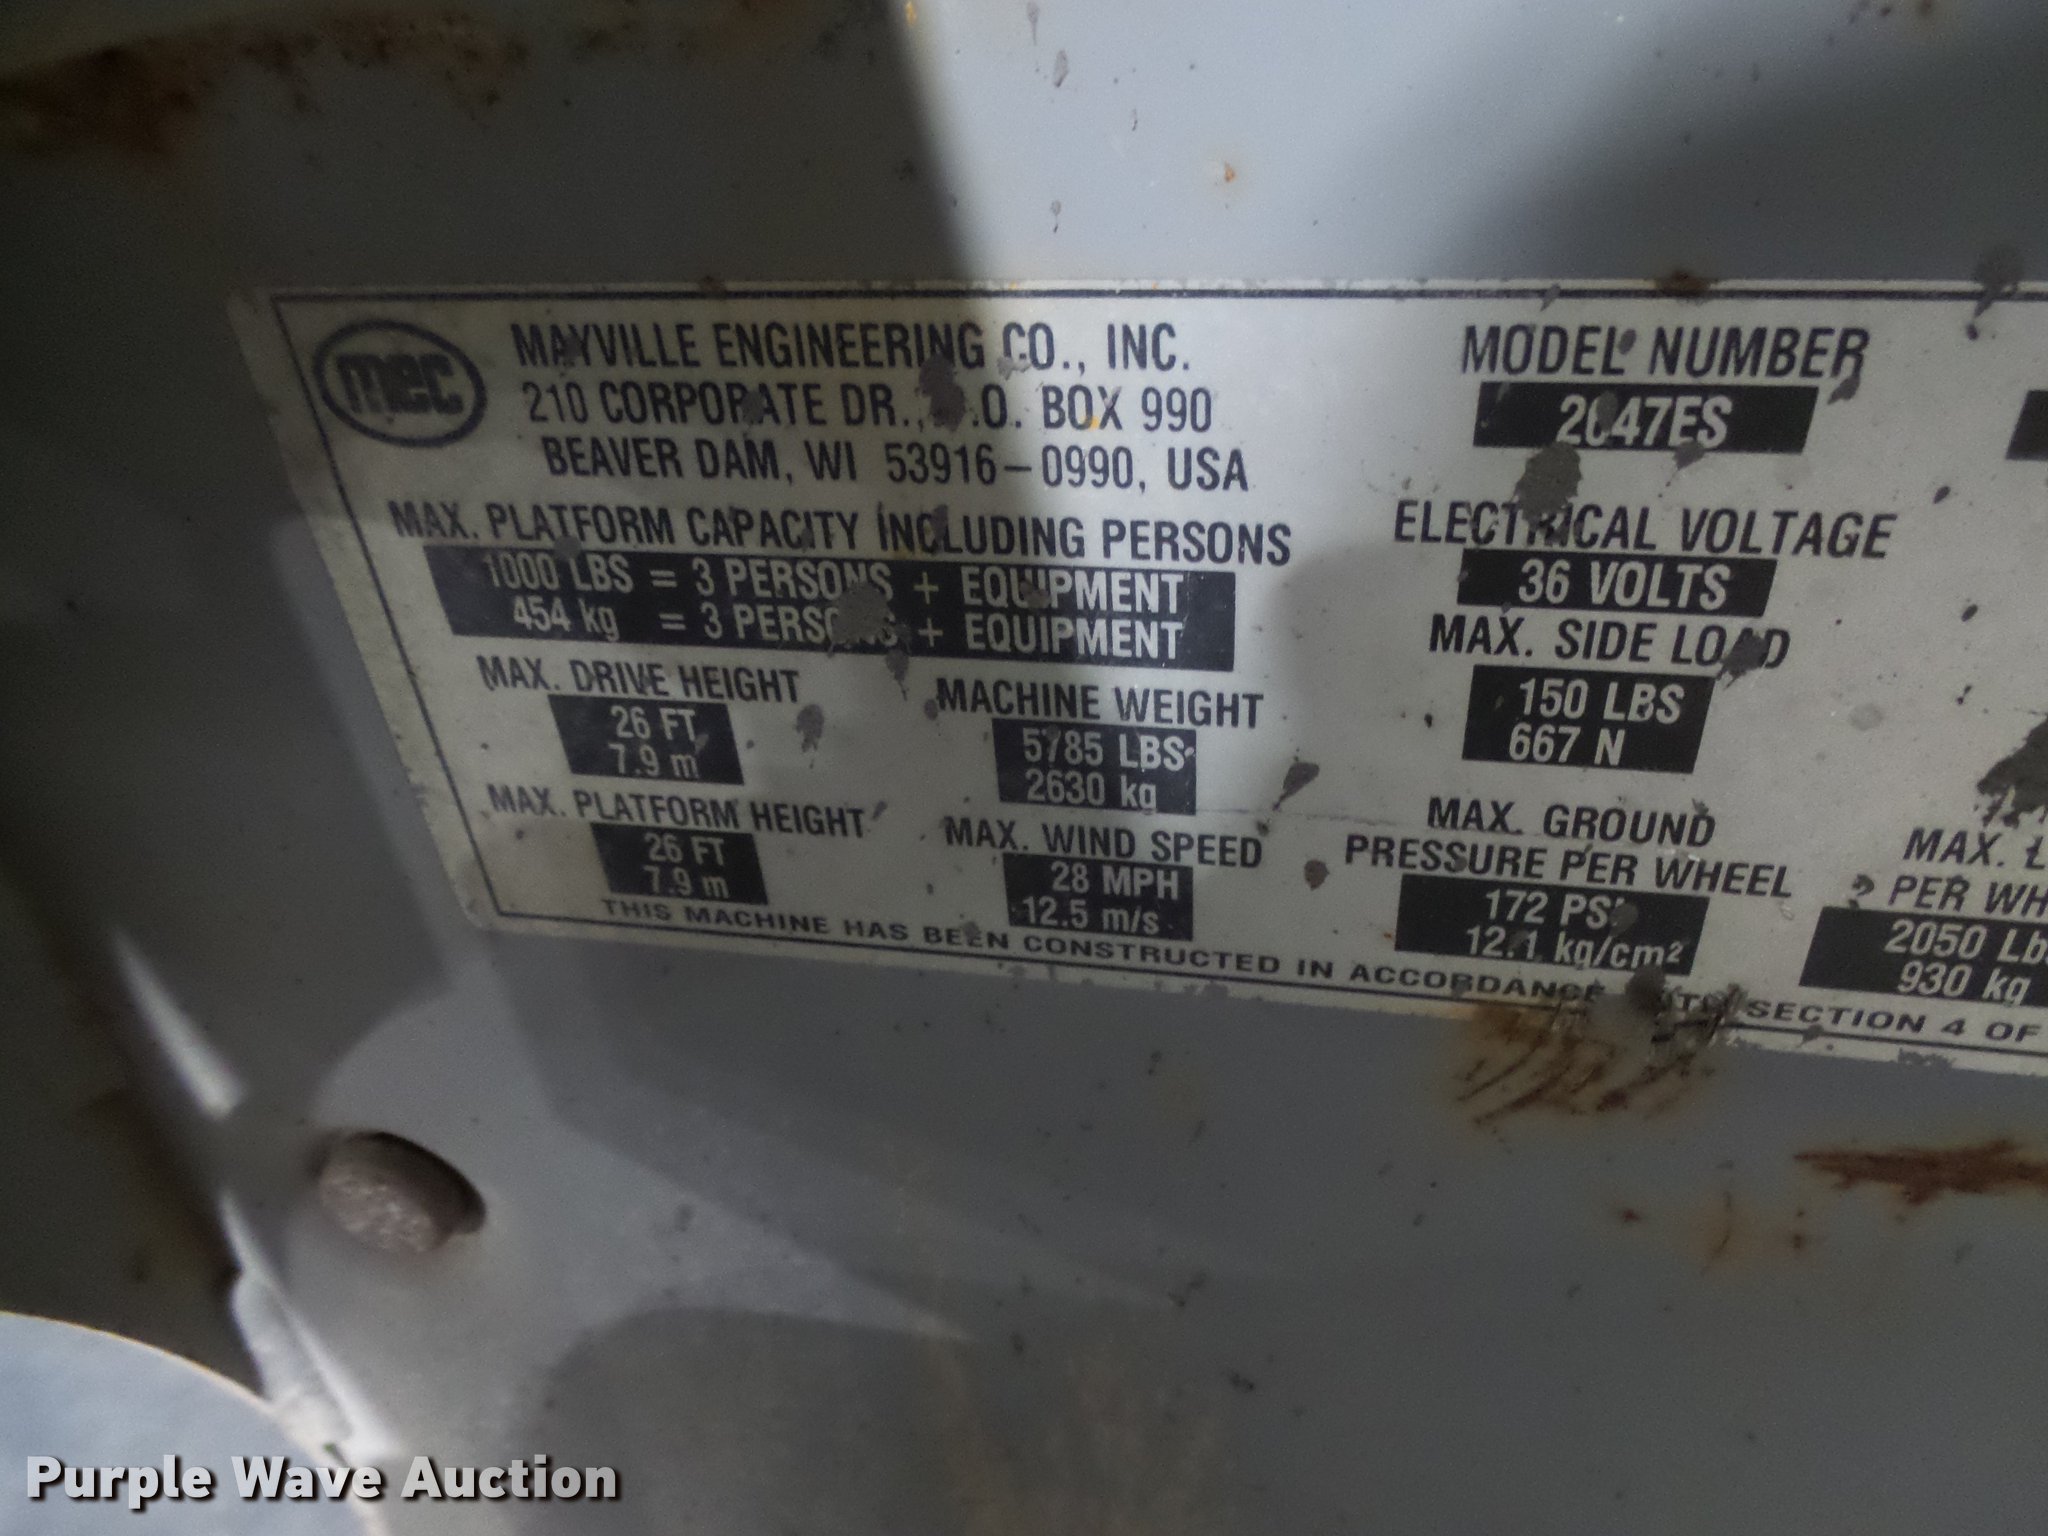 mec
MAYVILLE ENGINEERING CO., INC.
210 CORPORATE DR., P.O. BOX 990
BEAVER DAM, WI 53916-0990, USA
MAX. PLATFORM CAPACITY INCLUDING PERSONS
1000 LBS = 3 PERSONS + EQUIPMENT
454 kg = 3 PERSONS + EQUIPMENT
MAX. DRIVE HEIGHT
26 FT
7.9 m
MAX. PLATFORM HEIGHT
26 FT
7.9 m
MACHINE WEIGHT
5785 LBS
2630 kg
MAX. WIND SPEED
28 MPH
12.5 m/s
MODEL NUMBER
2647ES
ELECTRICAL VOLTAGE
36 VOLTS
MAX. SIDE LOAD
150 LBS
667 N
MAX. GROUND
PRESSURE PER WHEEL
172 PSI
12.1 kg/cm²
MAX.
PER
2050 Lbs
930 kg
THIS MACHINE HAS BEEN CONSTRUCTED IN ACCORDANCE TO SECTION 4 OF
Purple Wave Auction